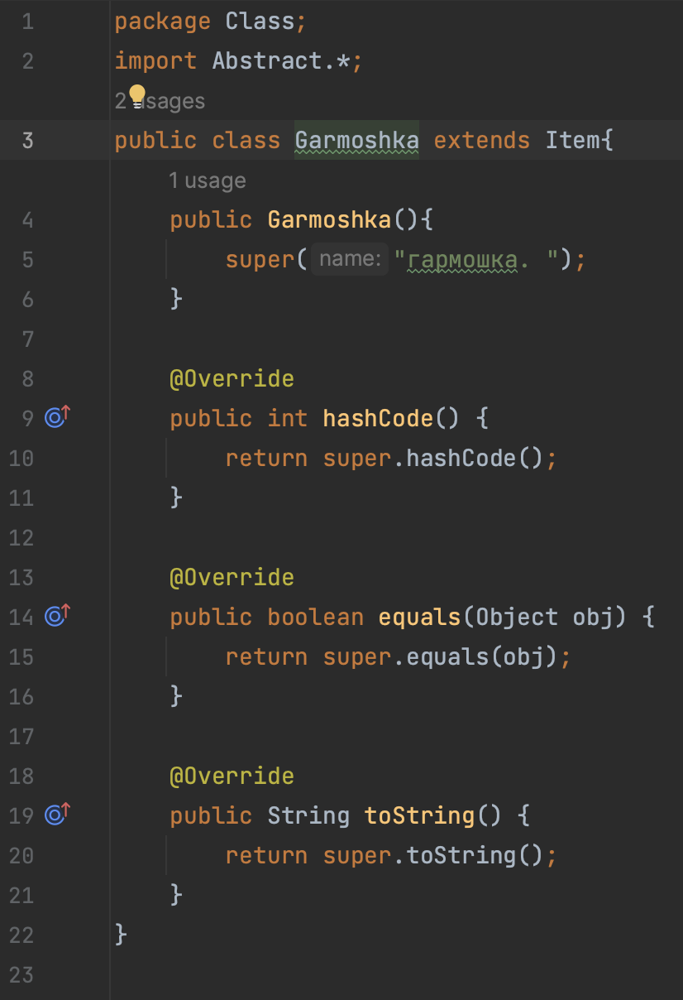 1 package Class;
2 import Abstract.*;
2 usages
3 public class Garmoshka extends Item{
1 usage
4 public Garmoshka(){
5 super( name: "гармошка. ");
6 }
7
8 @Override
9 public int hashCode() {
10 return super.hashCode();
11 }
12
13 @Override
14 public boolean equals(Object obj) {
15 return super.equals(obj);
16 }
17
18 @Override
19 public String toString() {
20 return super.toString();
21 }
22 }
23